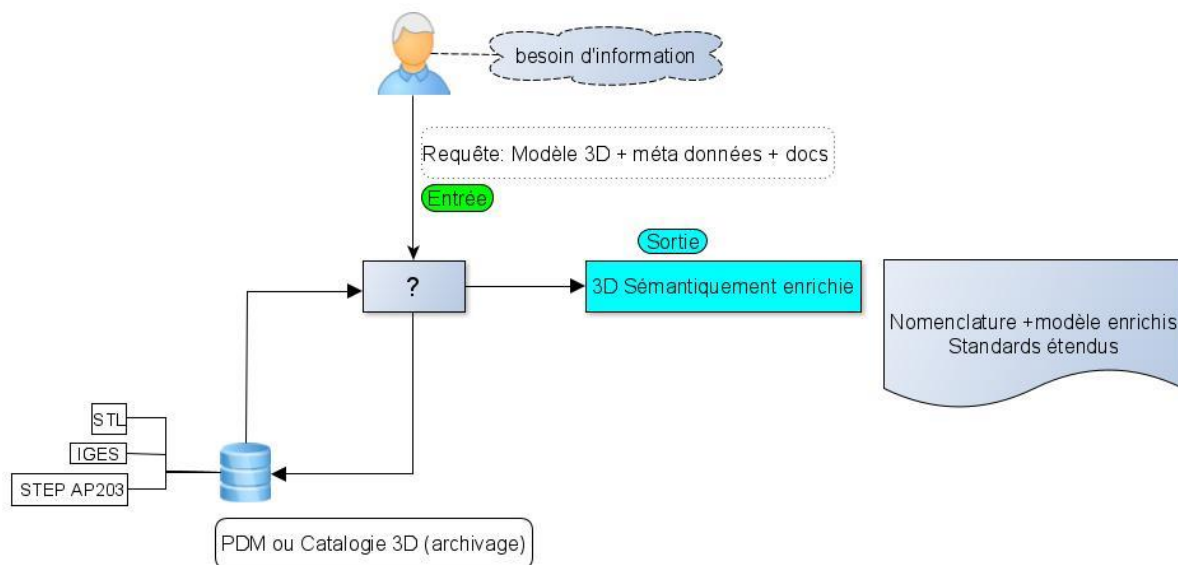 besoin d'information
Requête: Modèle 3D + méta données + docs
Entrée
Sortie
?
3D Sémantiquement enrichie
Nomenclature +modèle enrichis
Standards étendus
STL
IGES
STEP AP203
PDM ou Catalogie 3D (archivage)